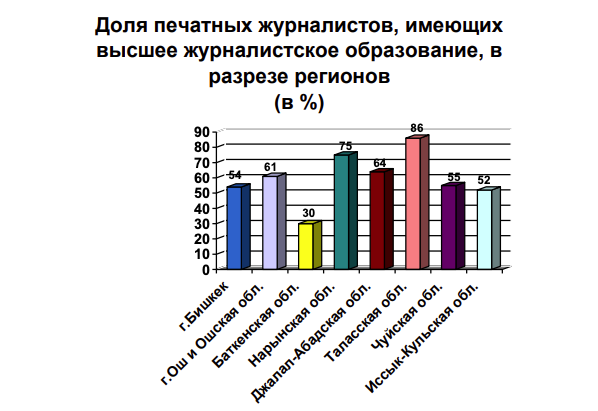 Доля печатных журналистов, имеющих
высшее журналистское образование, в
разрезе регионов
(в %)
90
80
70
60
50
40
30
20
10
0
54
61
30
75
64
86
55
52
г.Бишкек
г.Ош и Ошская обл.
Баткенская обл.
Нарынская обл.
Джалал-Абадская обл.
Таласская обл.
Чуйская обл.
Иссык-Кульская обл.